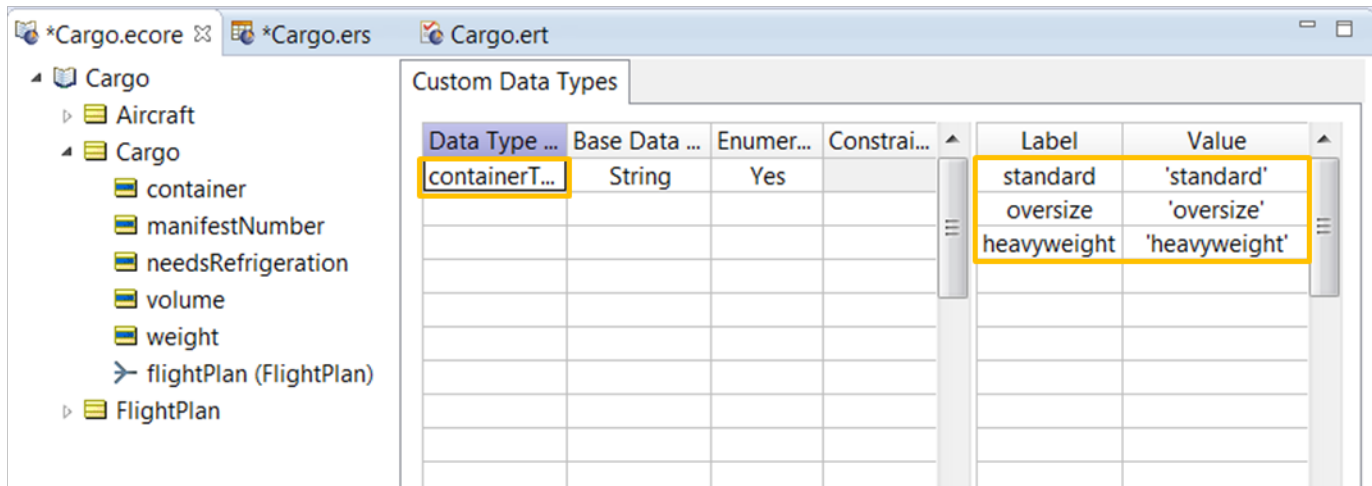 *Cargo.ecore *Cargo.ers Cargo.ert
Cargo
Aircraft
Cargo
container
manifestNumber
needsRefrigeration
volume
weight
flightPlan (FlightPlan)
FlightPlan
Custom Data Types
Data Type ... Base Data ... Enumer... Constrai...
containerT... String Yes
Label Value
standard 'standard'
oversize 'oversize'
heavyweight 'heavyweight'